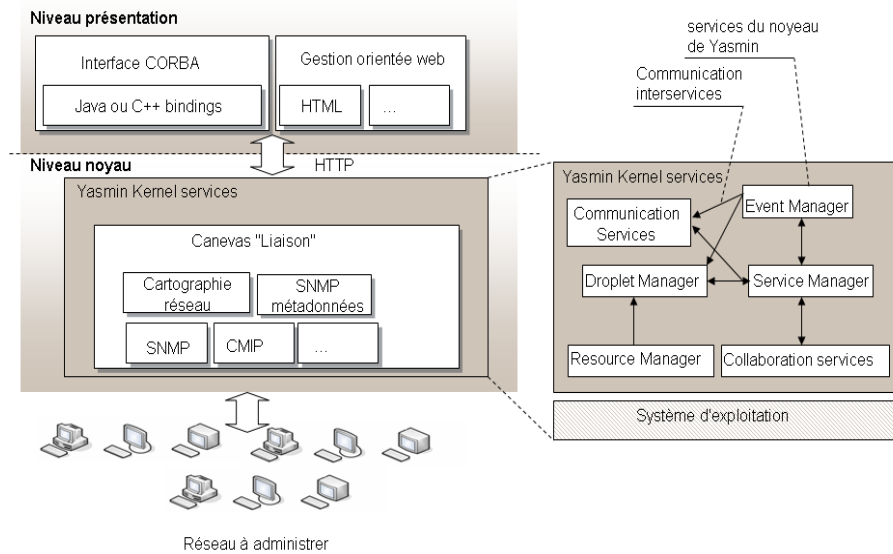 Niveau présentation
Interface CORBA
Java ou C++ bindings
Gestion orientée web
HTML
...
Niveau noyau
HTTP
Yasmin Kernel services
Canevas "Liaison"
Cartographie
réseau
SNMP
métadonnées
SNMP
CMIP
...
Réseau à administrer
services du noyeau
de Yasmin
Communication
interservices
Yasmin Kernel services
Communication
Services
Event Manager
Droplet Manager
Service Manager
Resource Manager
Collaboration services
Système d'exploitation